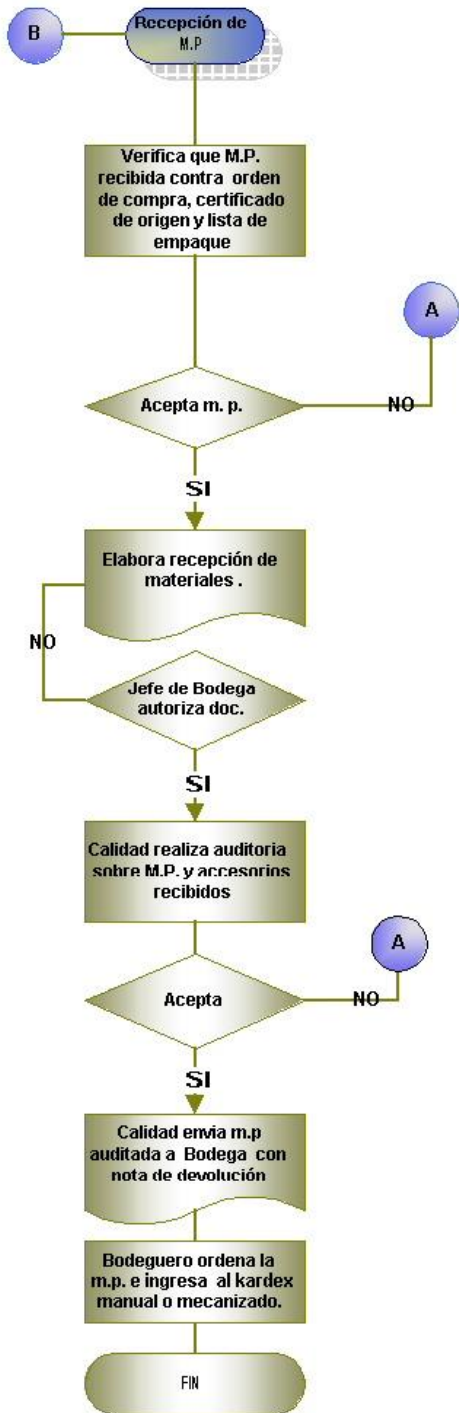 B
Recepción de
M.P
Verifica que M.P.
recibida contra orden
de compra, certificado
de origen y lista de
empaque
A
Acepta m. p.
NO
SI
Elabora recepción de
materiales .
NO
Jefe de Bodega
autoriza doc.
SI
Calidad realiza auditoria
sobre M.P. y accesorios
recibidos
A
Acepta
NO
SI
Calidad envia m.p
auditada a Bodega con
nota de devolución
Bodeguero ordena la
m.p. e ingresa al kardex
manual o mecanizado.
FIN